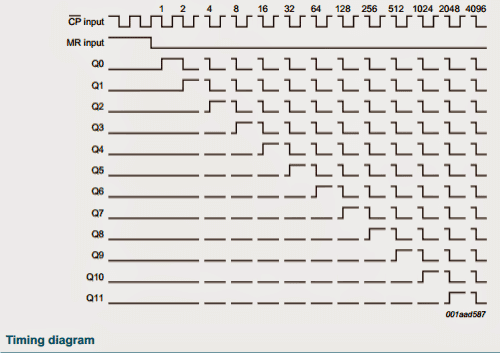 1 2 4 8 16 32 64 128 256 512 1024 2048 4096
CP input
MR input
Q0
Q1
Q2
Q3
Q4
Q5
Q6
Q7
Q8
Q9
Q10
Q11
001aad587
Timing diagram